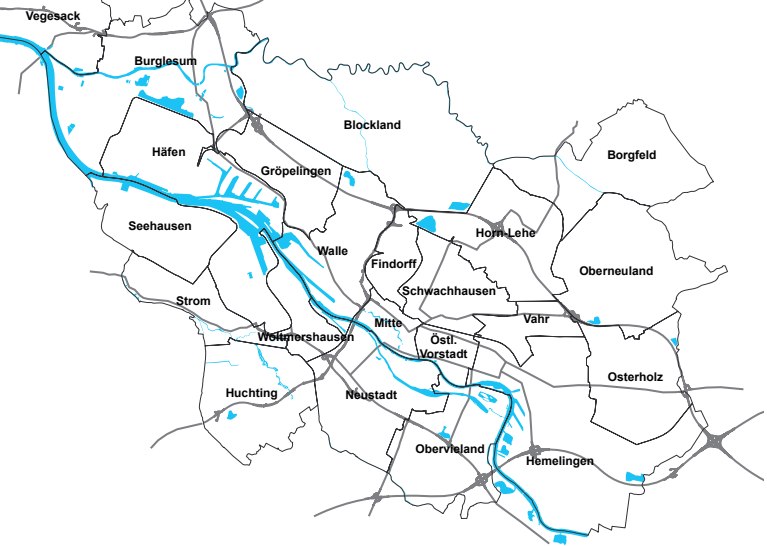 Vegesack
Burglesum
Blockland
Häfen
Borgfeld
Gröpelingen
Seehausen
Horn-Lehe
Walle
Findorff
Oberneuland
Schwachhausen
Strom
Mitte
Vahr
Woltmershausen
Östl.
Vorstadt
Osterholz
Huchting
Neustadt
Obervieland
Hemelingen